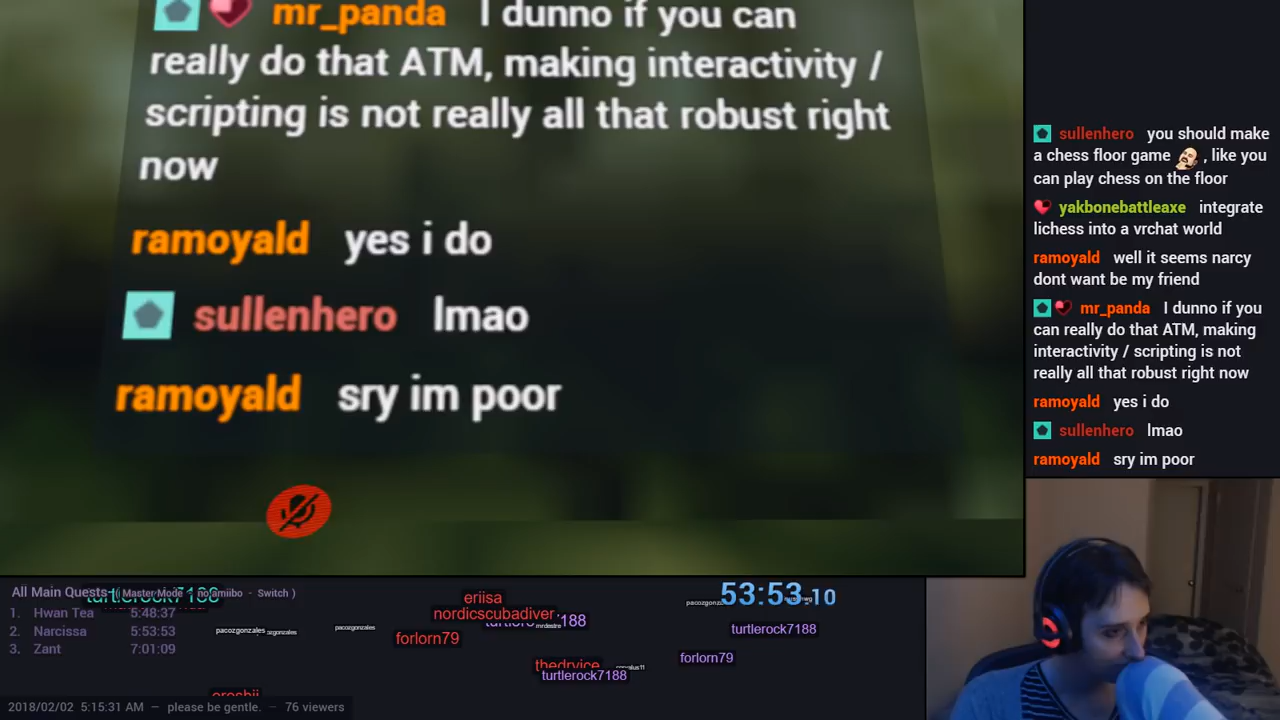 mr_panda I dunno if you can
really do that ATM, making interactivity /
scripting is not really all that robust right
now
ramoyald yes i do
sullenhero lmao
ramoyald sry im poor
sullenhero you should make
a chess floor game , like you
can play chess on the floor
yakbonebattleaxe integrate
lichess into a vrchat world
ramoyald well it seems narcy
dont want be my friend
mr_panda I dunno if you
can really do that ATM, making
interactivity / scripting is not
really all that robust right now
ramoyald yes i do
sullenhero lmao
ramoyald sry im poor
All Main Quests ( Master Mode - no amiibo - Switch )
1. Hwan Tea 5:48:37
2. Narcissa 5:53:53
3. Zant 7:01:09
turtlerock7188
pacozgonzales
pacozgonzales
eriisa
nordicscubadiver
forlorn79
thedryice
turtlerock7188
53:53.10
turtlerock7188
forlorn79
2018/02/02 5:15:31 AM — please be gentle. — 76 viewers